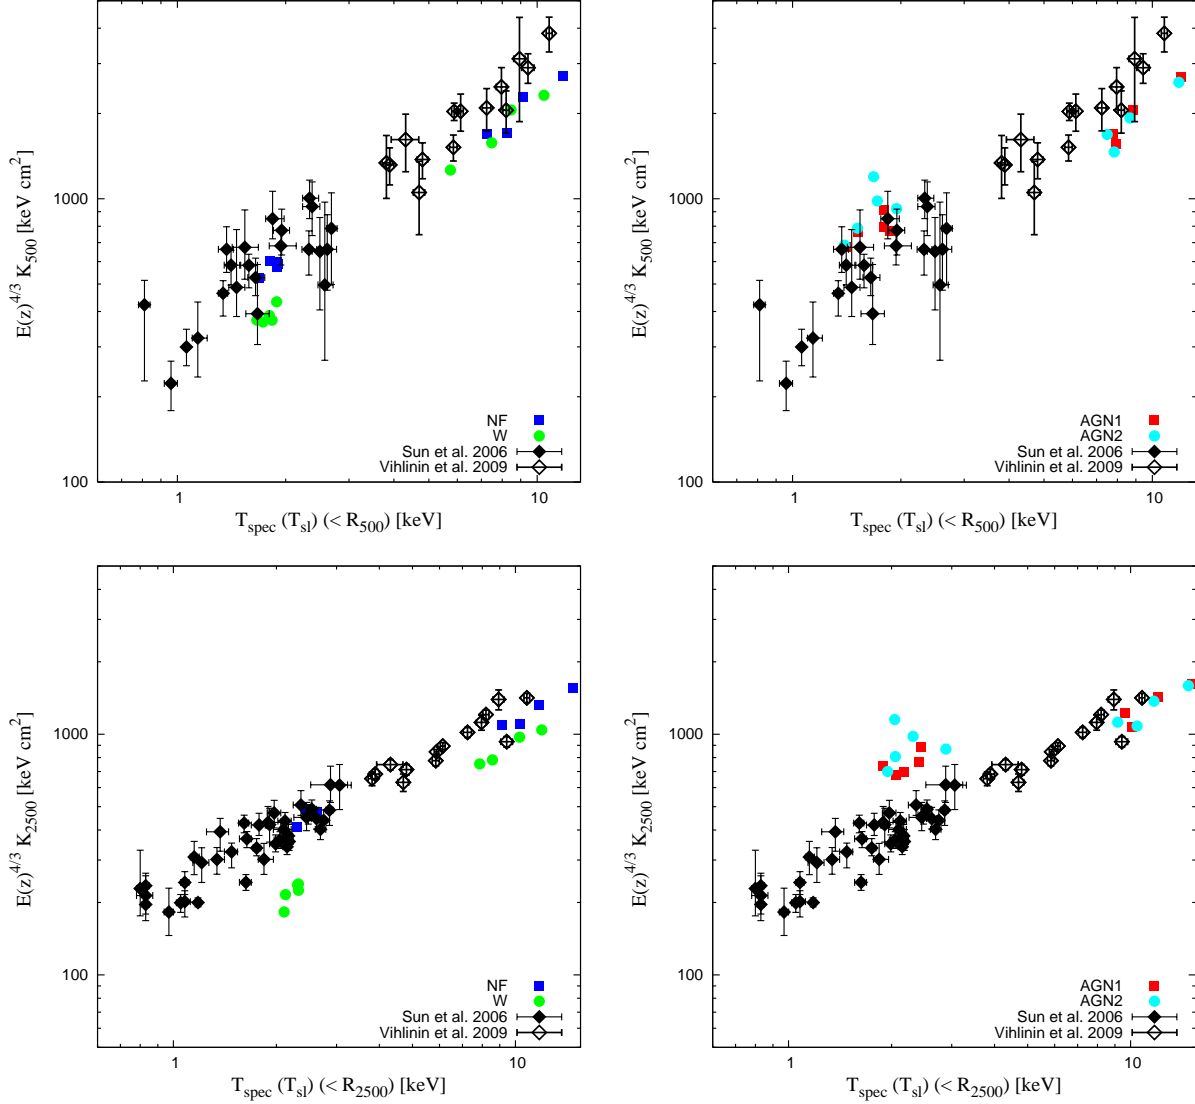 E(z)^{4/3} K_{500} [keV cm^2]
1000
100
1
10
T_{spec} (T_{sl}) (< R_{500}) [keV]
NF
W
Sun et al. 2006
Vihlinin et al. 2009
E(z)^{4/3} K_{500} [keV cm^2]
1000
100
1
10
T_{spec} (T_{sl}) (< R_{500}) [keV]
AGN1
AGN2
Sun et al. 2006
Vihlinin et al. 2009
E(z)^{4/3} K_{2500} [keV cm^2]
1000
100
1
10
T_{spec} (T_{sl}) (< R_{2500}) [keV]
NF
W
Sun et al. 2006
Vihlinin et al. 2009
E(z)^{4/3} K_{2500} [keV cm^2]
1000
100
1
10
T_{spec} (T_{sl}) (< R_{2500}) [keV]
AGN1
AGN2
Sun et al. 2006
Vihlinin et al. 2009